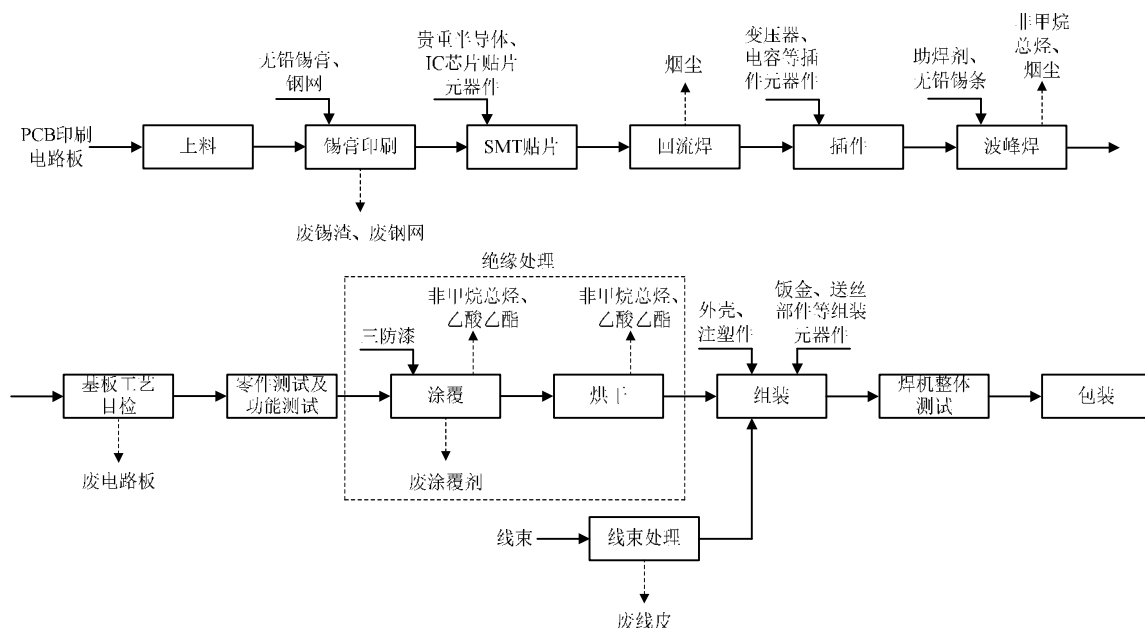 无铅锡膏、
钢网
贵重半导体、
IC芯片贴片
元器件
烟尘
变压器、
电容等插
件元器件
助焊剂、
无铅锡条
非甲烷
总烃、
烟尘
PCB印刷
电路板
上料
锡膏印刷
SMT贴片
回流焊
插件
波峰焊
废锡渣、废钢网
绝缘处理
三防漆
非甲烷总烃、
乙酸乙酯
非甲烷总烃、
乙酸乙酯
外壳、
注塑件
钣金、送丝
部件等组装
元器件
基板工艺
目检
零件测试及
功能测试
涂覆
烘干
组装
焊机整体
测试
包装
废电路板
废涂覆剂
线束
线束处理
废线皮